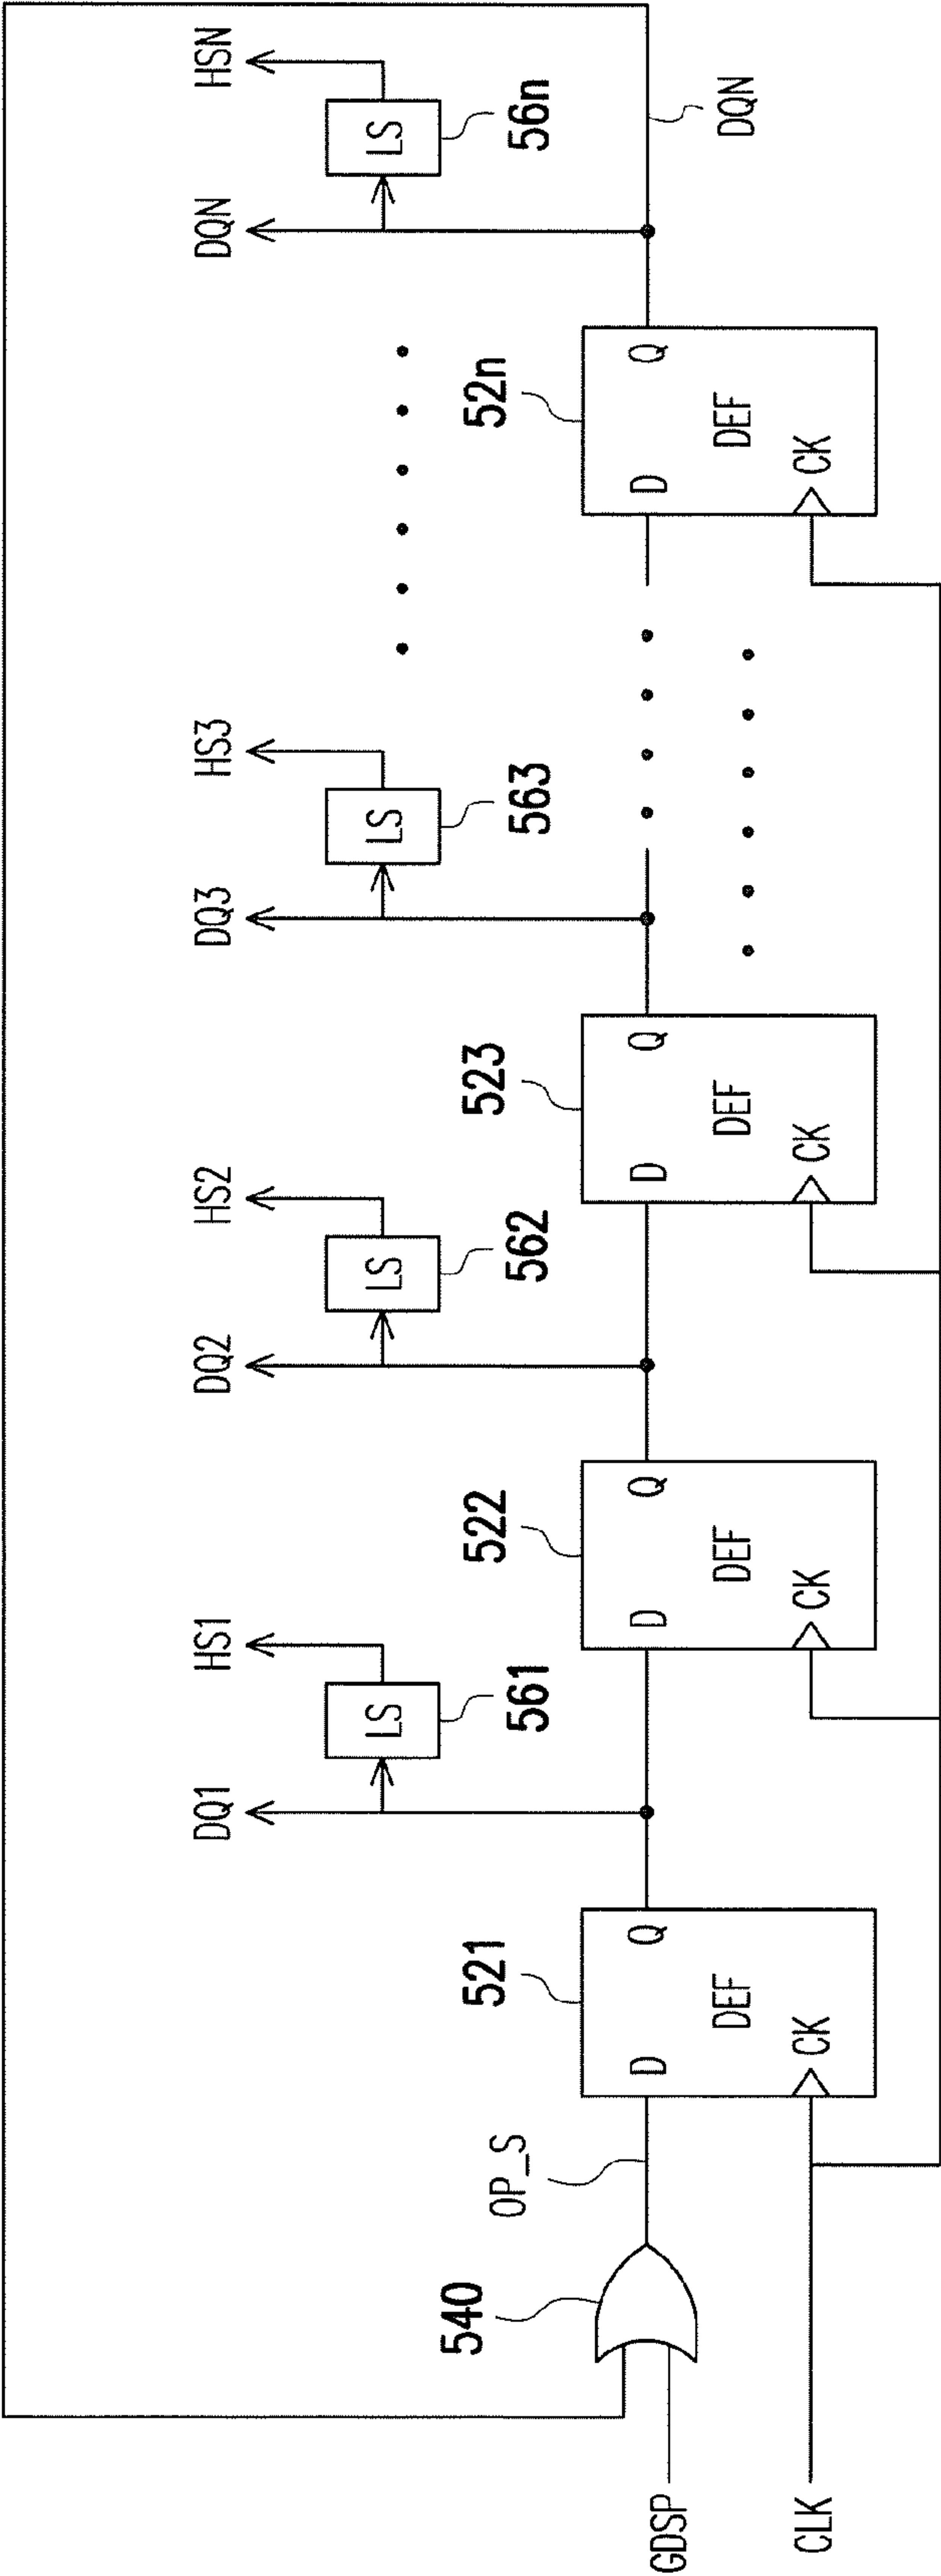 DQ1
HS1
DQ2
HS2
DQ3
HS3
DQN
HSN
LS
LS
LS
LS
561
562
563
56n
521
522
523
52n
540
OP_S
D
Q
D
Q
D
Q
D
Q
DQN
DEF
DEF
DEF
DEF
CK
CK
CK
CK
GDSP
CLK